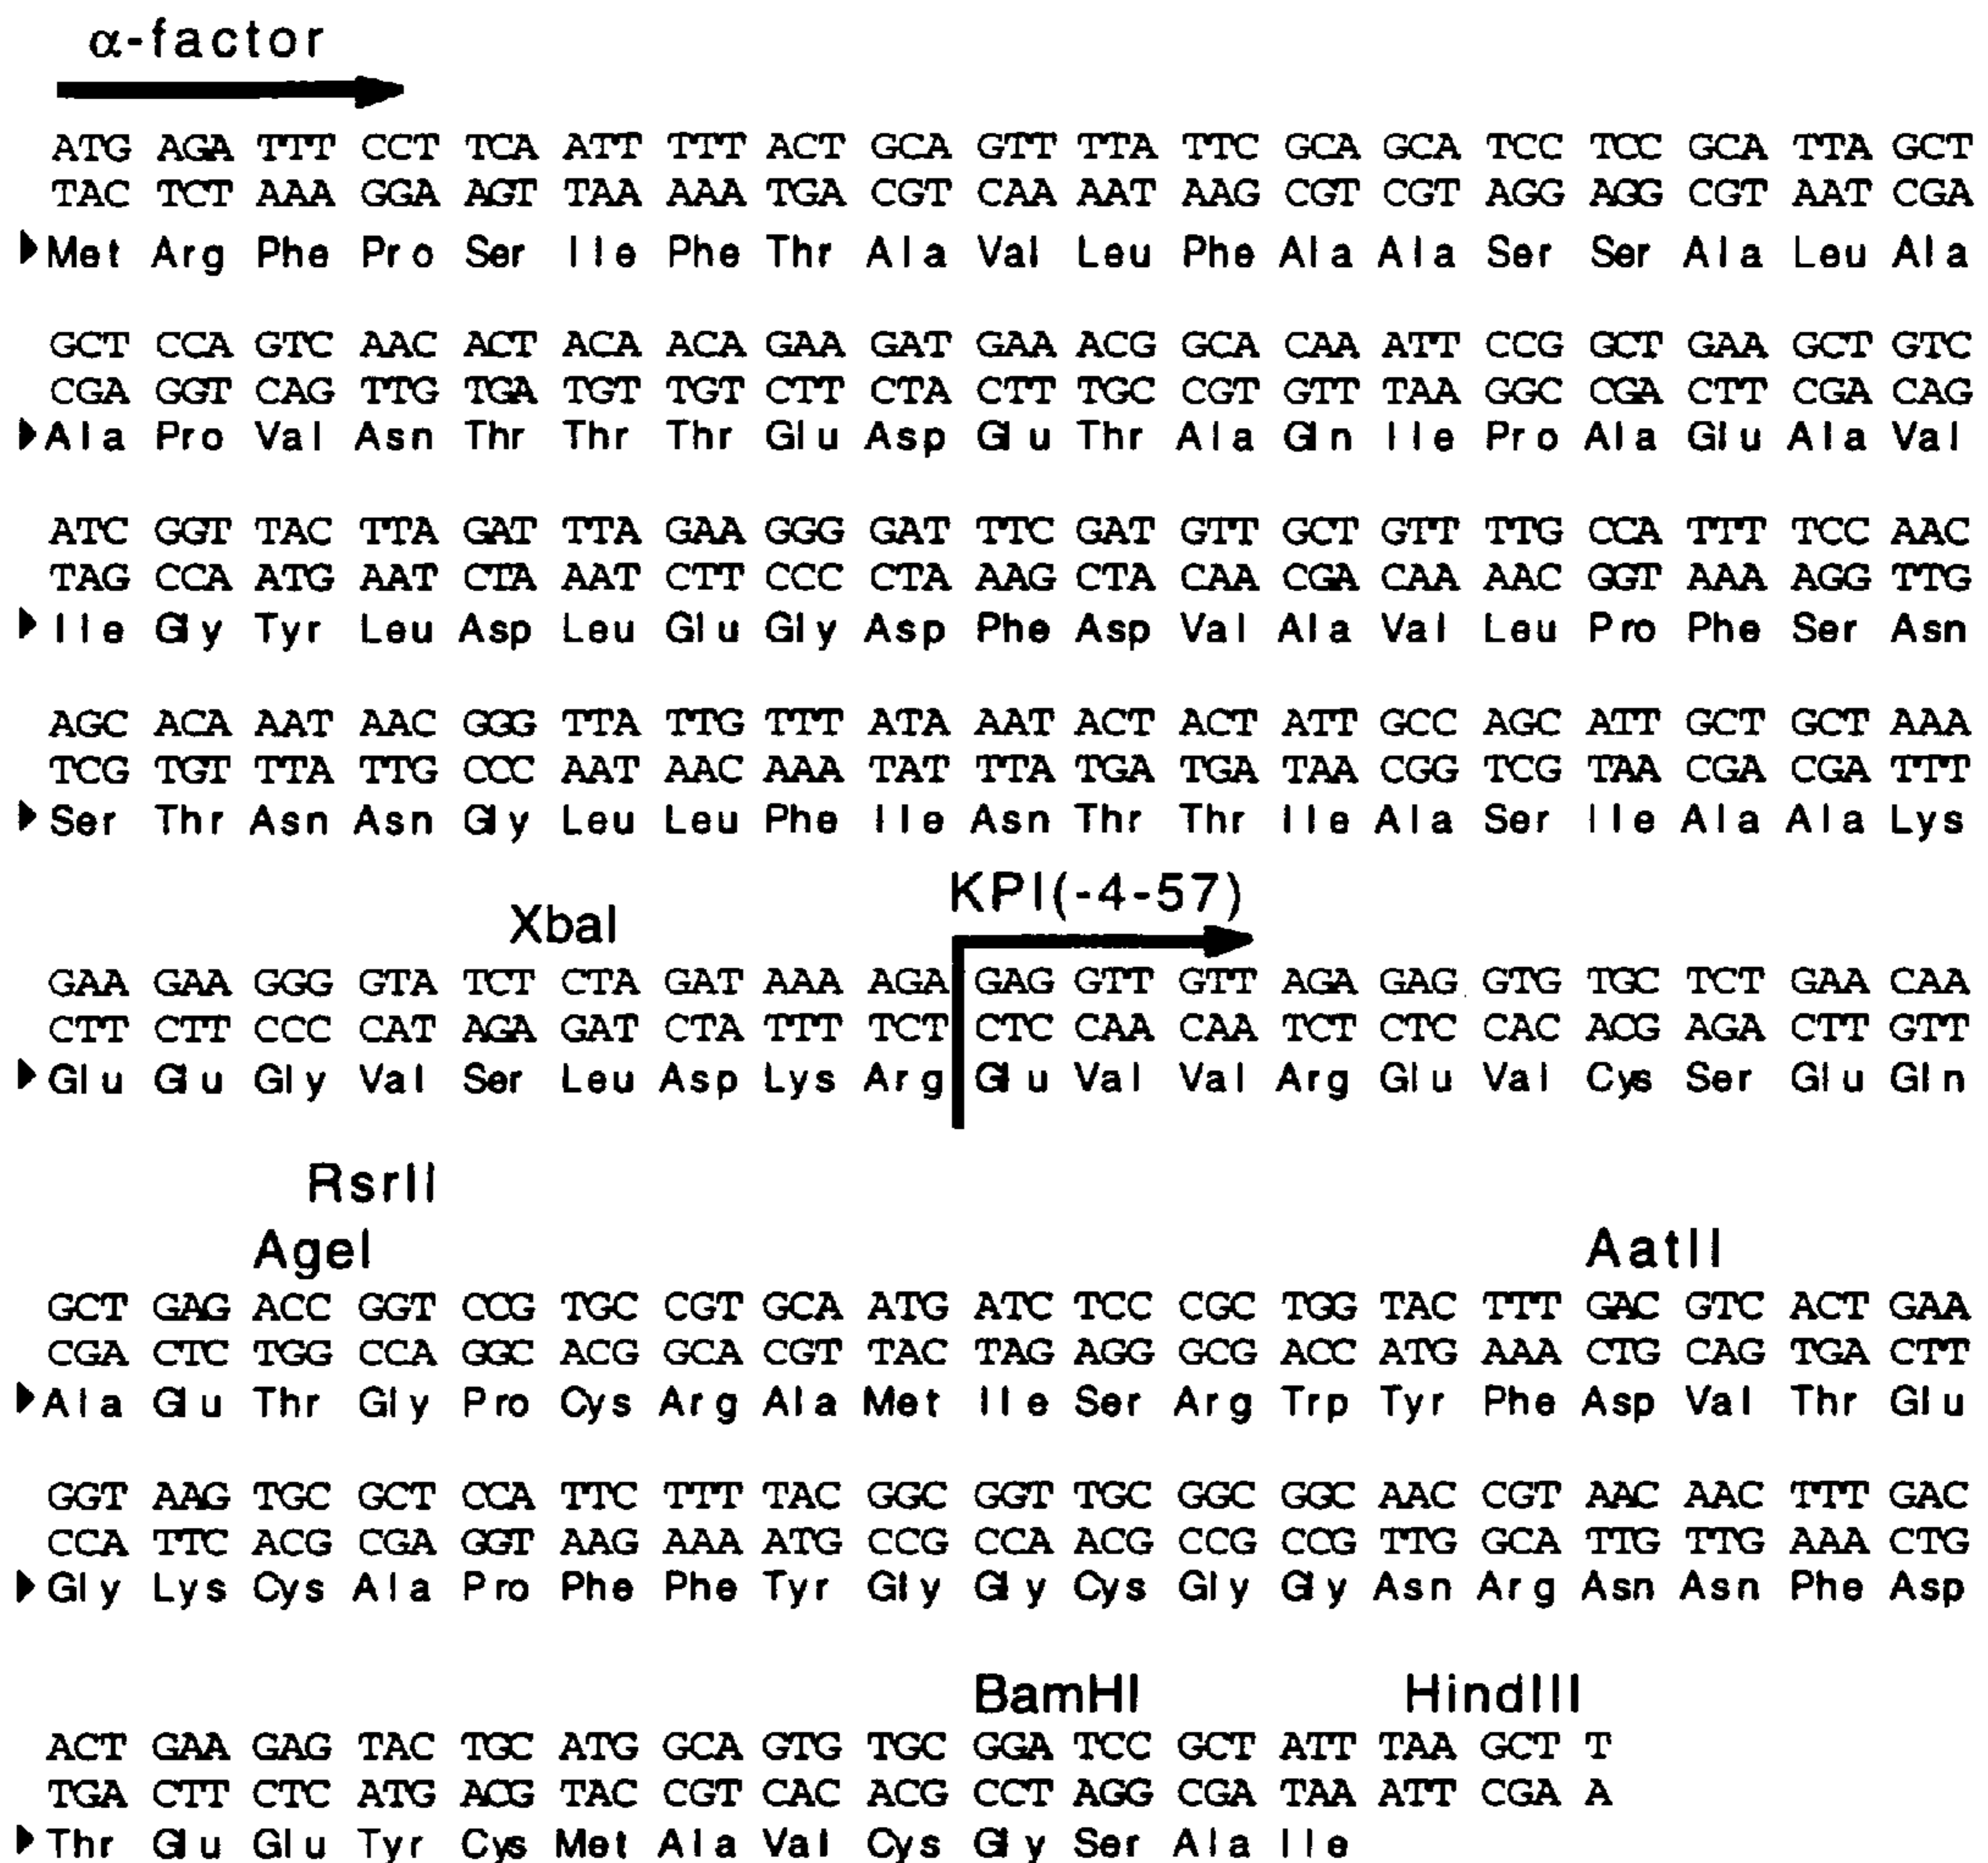 α-factor
ATG AGA TTT CCT TCA ATT TTT ACT GCA GTT TTA TTC GCA GCA TCC TCC GCA TTA GCT
TAC TCT AAA GGA AGT TAA AAA TGA CGT CAA AAT AAG CGT CGT AGG AGG CGT AAT CGA
Met Arg Phe Pro Ser Ile Phe Thr Ala Val Leu Phe Ala Ala Ser Ser Ala Leu Ala
GCT CCA GTC AAC ACT ACA ACA GAA GAT GAA ACG GCA CAA ATT CCG GCT GAA GCT GTC
CGA GGT CAG TTG TGA TGT TGT CTT CTA CTT TGC CGT GTT TAA GGC CGA CTT CGA CAG
Ala Pro Val Asn Thr Thr Thr Glu Asp Glu Thr Ala Gln Ile Pro Ala Glu Ala Val
ATC GGT TAC TTA GAT TTA GAA GGG GAT TTC GAT GTT GCT GTT TTG CCA TTT TCC AAC
TAG CCA ATG AAT CTA AAT CTT CCC CTA AAG CTA CAA CGA CAA AAC GGT AAA AGG TTG
Ile Gly Tyr Leu Asp Leu Glu Gly Asp Phe Asp Val Ala Val Leu Pro Phe Ser Asn
AGC ACA AAT AAC GGG TTA TTG TTT ATA AAT ACT ACT ATT GCC AGC ATT GCT GCT AAA
TCG TGT TTA TTG CCC AAT AAC AAA TAT TTA TGA TGA TAA CGG TCG TAA CGA CGA TTT
Ser Thr Asn Asn Gly Leu Leu Phe Ile Asn Thr Thr Ile Ala Ser Ile Ala Ala Lys
XbaI KPI(-4-57)
GAA GAA GGG GTA TCT CTA GAT AAA AGA GAG GTT GTT AGA GAG GTG TGC TCT GAA CAA
CTT CTT CCC CAT AGA GAT CTA TTT TCT CTC CAA CAA TCT CTC CAC ACG AGA CTT GTT
Glu Glu Gly Val Ser Leu Asp Lys Arg Glu Val Val Arg Glu Val Cys Ser Glu Gln
RsrII
AgeI AatII
GCT GAG ACC GGT CCG TGC CGT GCA ATG ATC TCC CGC TGG TAC TTT GAC GTC ACT GAA
CGA CTC TGG CCA GGC ACG GCA CGT TAC TAG AGG GCG ACC ATG AAA CTG CAG TGA CTT
Ala Glu Thr Gly Pro Cys Arg Ala Met Ile Ser Arg Trp Tyr Phe Asp Val Thr Glu
GGT AAG TGC GCT CCA TTC TTT TAC GGC GGT TGC GGC GGC AAC CGT AAC AAC TTT GAC
CCA TTC ACG CGA GGT AAG AAA ATG CCG CCA ACG CCG CCG TTG GCA TTG TTG AAA CTG
Gly Lys Cys Ala Pro Phe Phe Tyr Gly Gly Cys Gly Gly Asn Arg Asn Asn Phe Asp
BamHI HindIII
ACT GAA GAG TAC TGC ATG GCA GTG TGC GGA TCC GCT ATT TAA GCT T
TGA CTT CTC ATG ACG TAC CGT CAC ACG CCT AGG CGA TAA ATT CGA A
Thr Glu Glu Tyr Cys Met Ala Val Cys Gly Ser Ala Ile